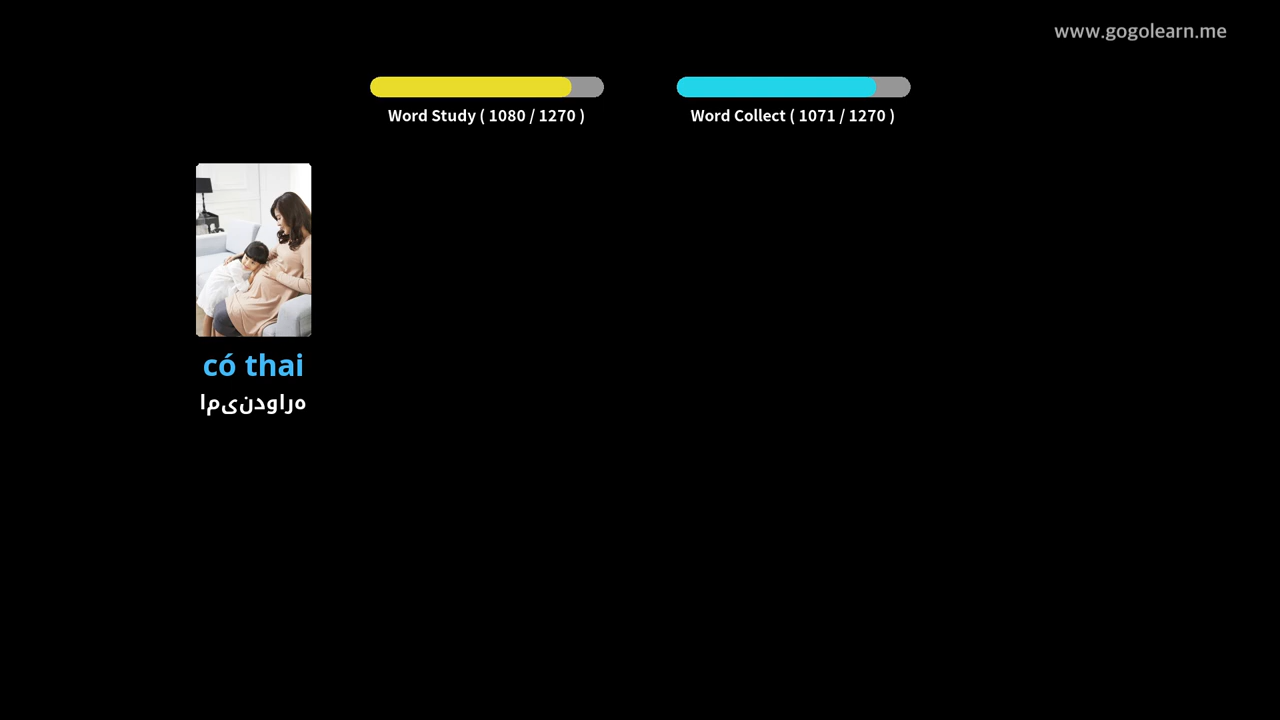 www.gogolearn.me
Word Study ( 1080 / 1270 )
Word Collect ( 1071 / 1270 )
có thai
امیندواره